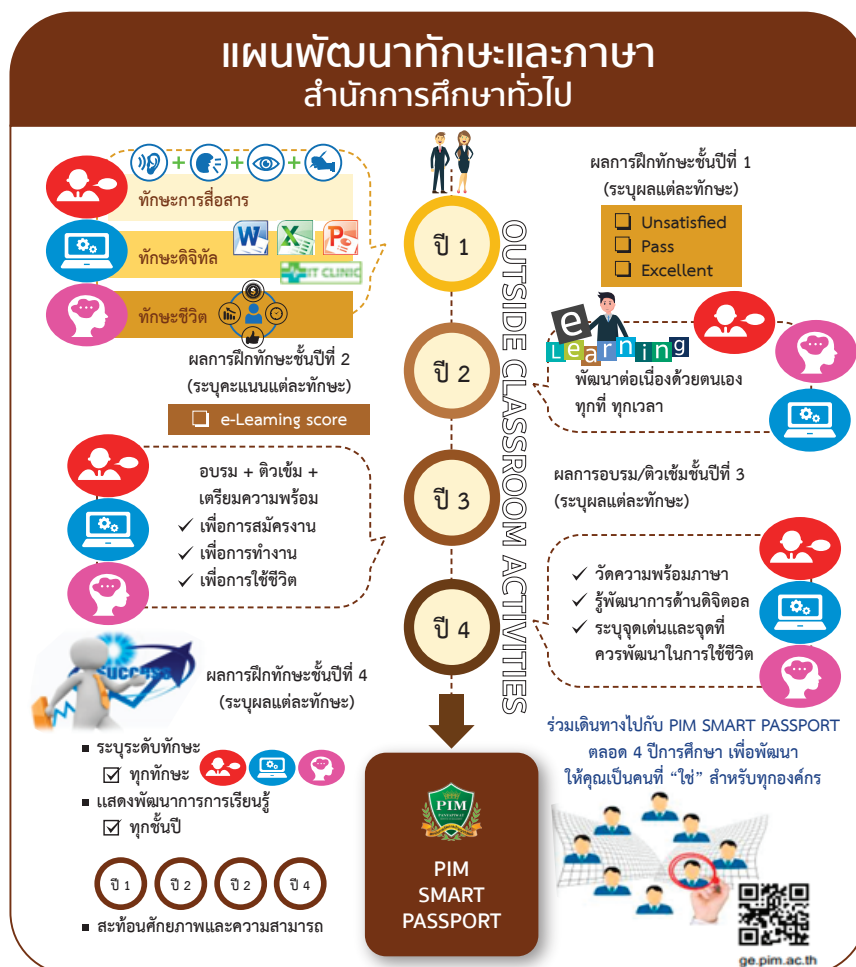 แผนพัฒนาทักษะและภาษา
สำนักการศึกษาทั่วไป
ทักษะการสื่อสาร
ทักษะดิจิทัล
W
X
P
IT CLINIC
ทักษะชีวิต
ปี 1
ผลการฝึกทักษะชั้นปีที่ 1
(ระบุผลแต่ละทักษะ)
❏ Unsatisfied
❏ Pass
❏ Excellent
OUTSIDE CLASSROOM ACTIVITIES
ปี 2
e Learning
พัฒนาต่อเนื่องด้วยตนเอง
ทุกที่ ทุกเวลา
ผลการฝึกทักษะชั้นปีที่ 2
(ระบุคะแนนแต่ละทักษะ)
❏ e-Leaming score
อบรม + ติวเข้ม +
เตรียมความพร้อม
✓ เพื่อการสมัครงาน
✓ เพื่อการทำงาน
✓ เพื่อการใช้ชีวิต
ปี 3
ผลการอบรม/ติวเข้มชั้นปีที่ 3
(ระบุผลแต่ละทักษะ)
ปี 4
✓ วัดความพร้อมภาษา
✓ รู้พัฒนาการด้านดิจิตอล
✓ ระบุจุดเด่นและจุดที่
ควรพัฒนาในการใช้ชีวิต
SUCCESS
ผลการฝึกทักษะชั้นปีที่ 4
(ระบุผลแต่ละทักษะ)
▪ ระบุระดับทักษะ
☑ ทุกทักษะ
▪ แสดงพัฒนาการการเรียนรู้
☑ ทุกชั้นปี
ปี 1 ปี 2 ปี 2 ปี 4
▪ สะท้อนศักยภาพและความสามารถ
PIM
PIM
SMART
PASSPORT
ร่วมเดินทางไปกับ PIM SMART PASSPORT
ตลอด 4 ปีการศึกษา เพื่อพัฒนา
ให้คุณเป็นคนที่ “ใช่” สำหรับทุกองค์กร
ge.pim.ac.th